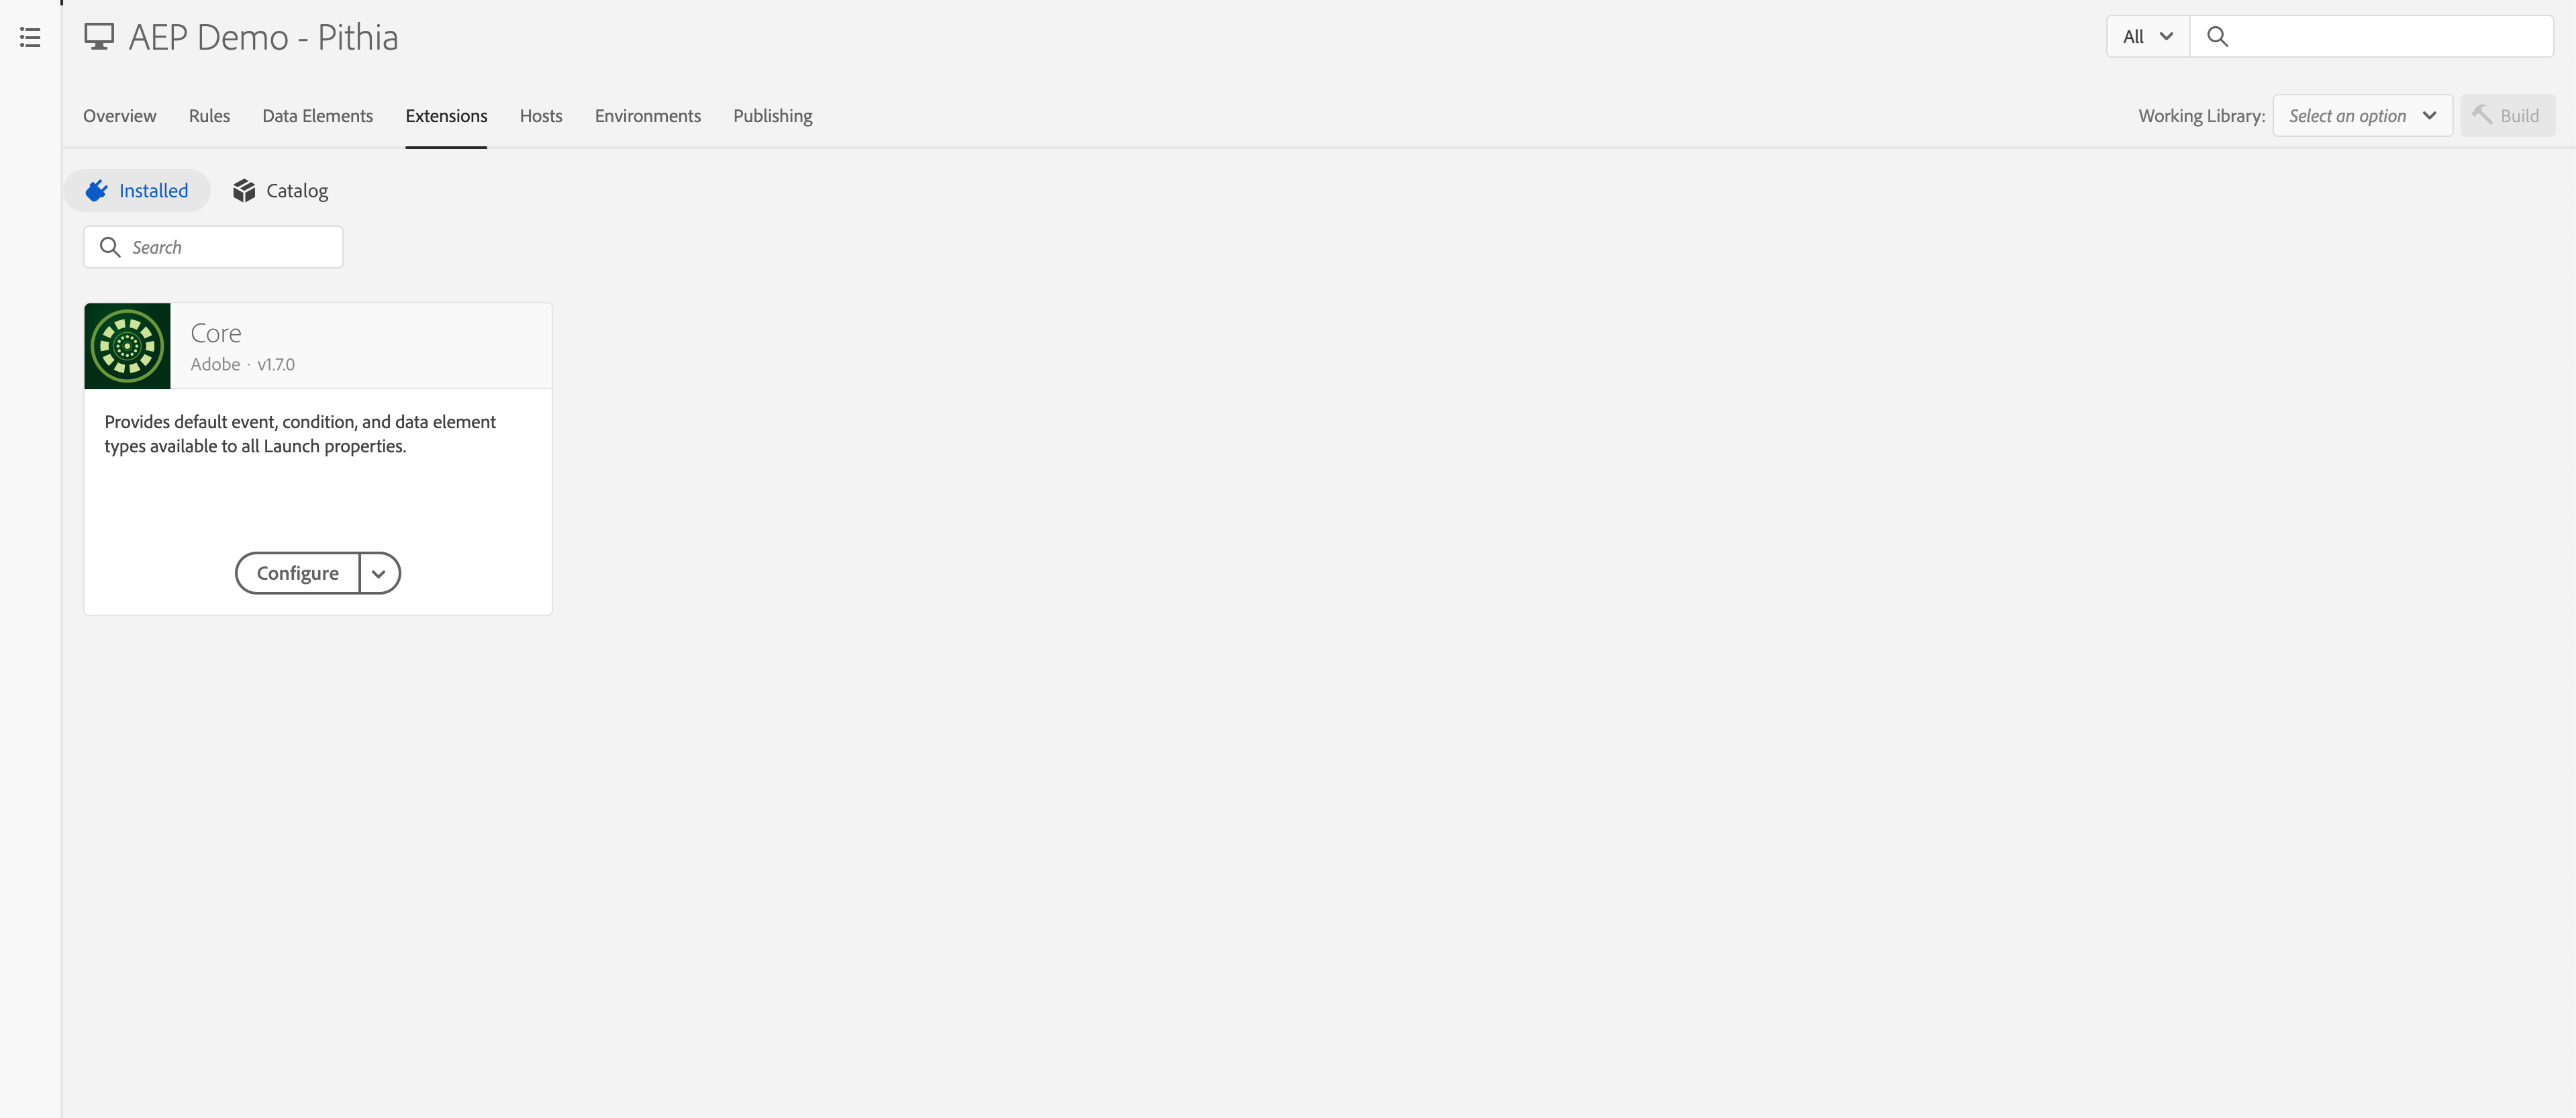 AEP Demo - Pithia
All
Overview Rules Data Elements Extensions Hosts Environments Publishing
Working Library: Select an option Build
Installed Catalog
Search
Core
Adobe · v1.7.0
Provides default event, condition, and data element
types available to all Launch properties.
Configure